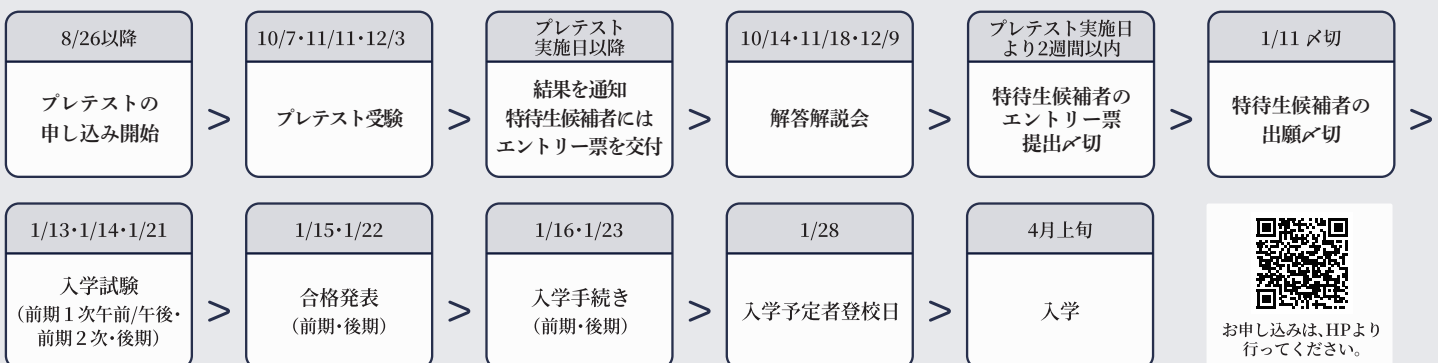 8/26以降
プレテストの
申し込み開始
>
10/7・11/11・12/3
プレテスト受験
>
プレテスト
実施日以降
結果を通知
特待生候補者には
エントリー票を交付
>
10/14・11/18・12/9
解答解説会
>
プレテスト実施日
より2週間以内
特待生候補者の
エントリー票
提出〆切
>
1/11 〆切
特待生候補者の
出願〆切
>
1/13・1/14・1/21
入学試験
(前期１次午前/午後・
前期２次・後期)
>
1/15・1/22
合格発表
(前期・後期)
>
1/16・1/23
入学手続き
(前期・後期)
>
1/28
入学予定者登校日
>
4月上旬
入学
お申し込みは、HPより
行ってください。